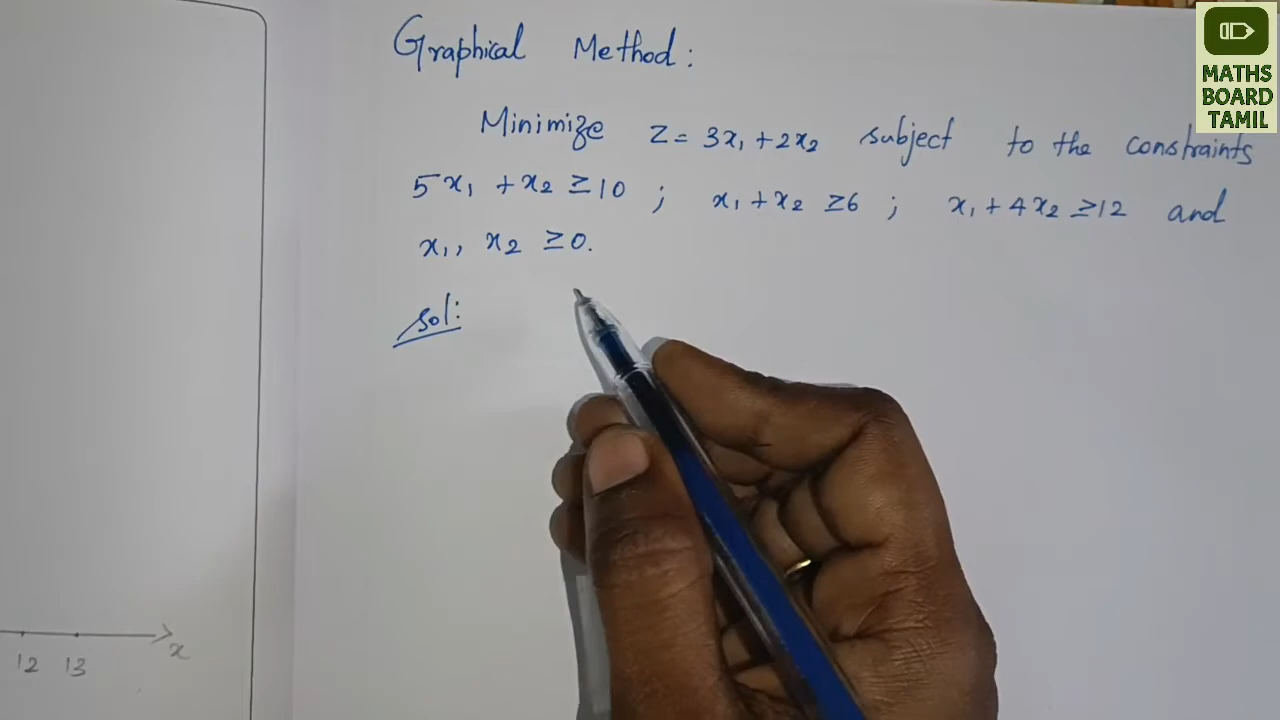 Graphical Method:
Minimize Z = 3x₁ + 2x₂ subject to the constraints
5x₁ + x₂ ≥ 10 ; x₁ + x₂ ≥ 6 ; x₁ + 4x₂ ≥ 12 and
x₁, x₂ ≥ 0.
Sol:
12 13 x
MATHS
BOARD
TAMIL